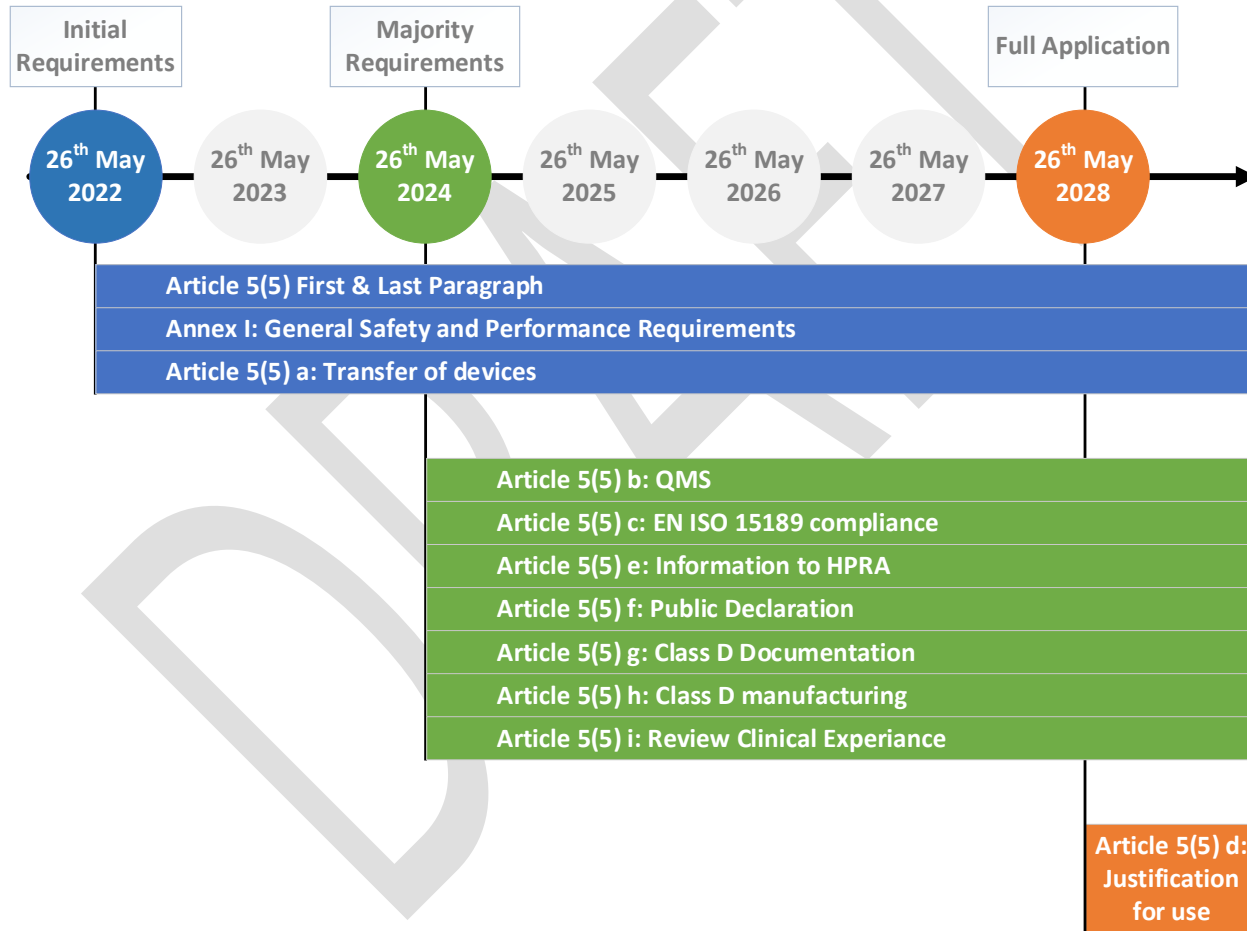 Initial
Requirements
Majority
Requirements
Full Application
26th May
2022
26th May
2023
26th May
2024
26th May
2025
26th May
2026
26th May
2027
26th May
2028
Article 5(5) First & Last Paragraph
Annex I: General Safety and Performance Requirements
Article 5(5) a: Transfer of devices
Article 5(5) b: QMS
Article 5(5) c: EN ISO 15189 compliance
Article 5(5) e: Information to HPRA
Article 5(5) f: Public Declaration
Article 5(5) g: Class D Documentation
Article 5(5) h: Class D manufacturing
Article 5(5) i: Review Clinical Experiance
Article 5(5) d:
Justification
for use
DRAFT